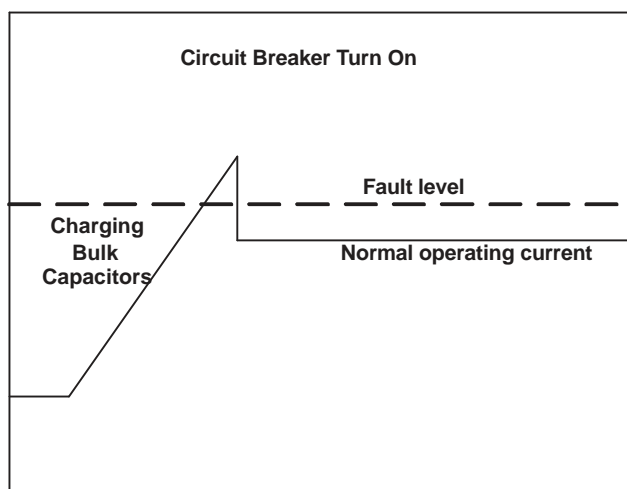 Circuit Breaker Turn On
Fault level
Charging
Bulk
Capacitors
Normal operating current